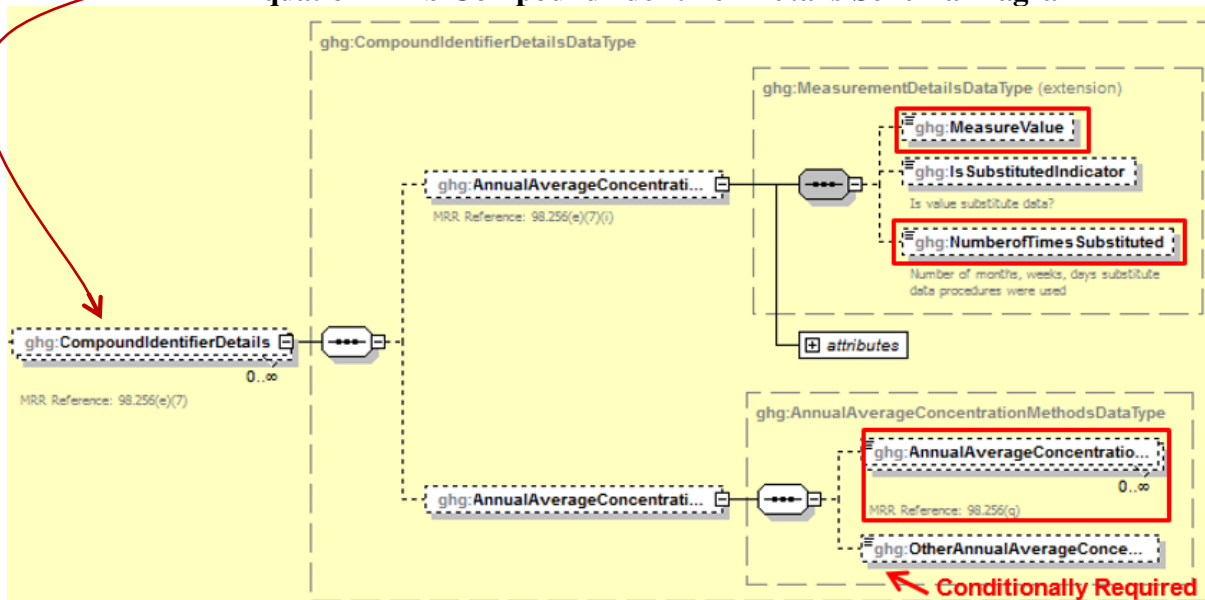 ghg:CompoundIdentifierDetailsDataType
ghg:MeasurementDetailsDataType (extension)
ghg:MeasureValue
ghg:IsSubstitutedIndicator
Is value substitute data?
ghg:AnnualAverageConcentrati...
MRR Reference: 98.256(e)(7)(i)
ghg:NumberofTimesSubstituted
Number of months, weeks, days substitute
data procedures were used
attributes
ghg:CompoundIdentifierDetails
0..∞
MRR Reference: 98.256(e)(7)
ghg:AnnualAverageConcentrationMethodsDataType
ghg:AnnualAverageConcentratio...
0..∞
MRR Reference: 98.256(q)
ghg:AnnualAverageConcentrati...
ghg:OtherAnnualAverageConce...
Conditionally Required